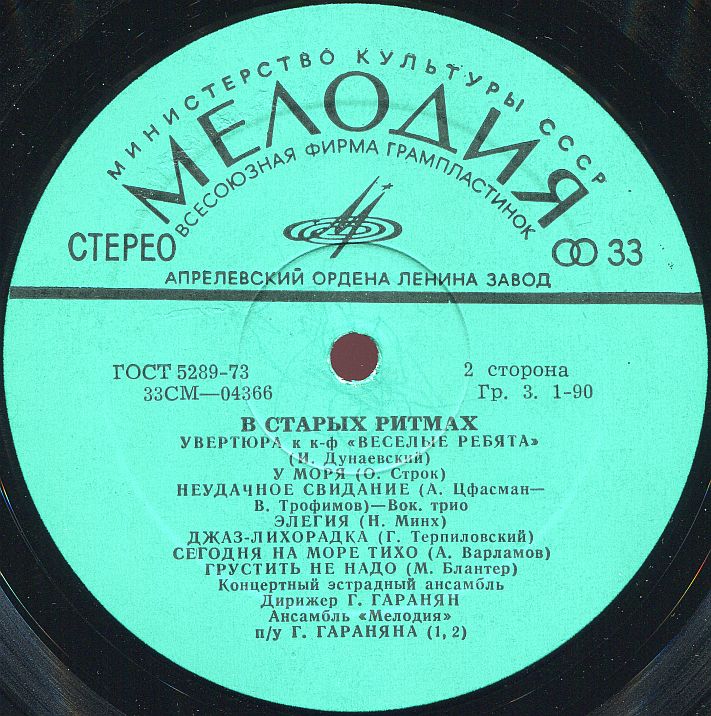 МИНИСТЕРСТВО КУЛЬТУРЫ СССР
МЕЛОДИЯ
ВСЕСОЮЗНАЯ ФИРМА ГРАМПЛАСТИНОК
СТЕРЕО 33
АПРЕЛЕВСКИЙ ОРДЕНА ЛЕНИНА ЗАВОД
ГОСТ 5289-73 2 сторона
33СМ—04366 Гр. 3. 1-90
В СТАРЫХ РИТМАХ
УВЕРТЮРА к к-ф «ВЕСЕЛЫЕ РЕБЯТА»
(И. Дунаевский)
У МОРЯ (О. Строк)
НЕУДАЧНОЕ СВИДАНИЕ (А. Цфасман—
В. Трофимов)—Вок. трио
ЭЛЕГИЯ (Н. Минх)
ДЖАЗ-ЛИХОРАДКА (Г. Терпиловский)
СЕГОДНЯ НА МОРЕ ТИХО (А. Варламов)
ГРУСТИТЬ НЕ НАДО (М. Блантер)
Концертный эстрадный ансамбль
Дирижер Г. ГАРАНЯН
Ансамбль «Мелодия»
п/у Г. ГАРАНЯНА (1, 2)